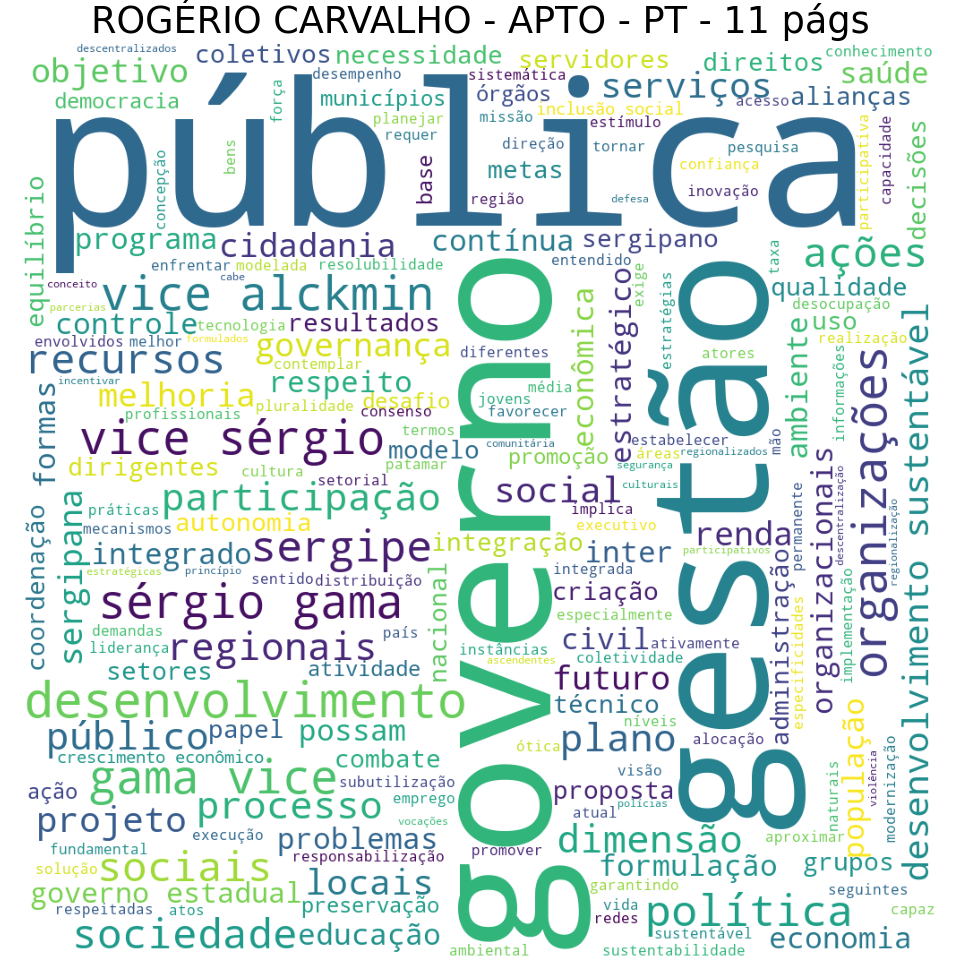 ROGÉRIO CARVALHO - APTO - PT - 11 págs
descentralizados
coletivos
necessidade
servidores
direitos
conhecimento
objetivo
desempenho
sistemática
serviços
saúde
democracia
força
municípios
órgãos
inclusão social
acesso
alianças
planejar
missão
estímulo
requer
pública
direção
tornar
pesquisa
participativa
capacidade
decisões
concepção
bens
base
metas
confiança
região
defesa
inovação
equilíbrio
programa
cidadania
contínua
sergipano
ações
enfrentar
modelada
resolubilidade
entendido
taxa
conceito
cabe
vice alckmin
exige
estratégias
qualidade
parcerias
controle
tecnologia
resultados
estratégico
desocupação
uso
envolvidos
melhor
formulados
governança
diferentes
econômica
atores
ambiente
realização
recursos
contemplar
informações
incentivar
respeito
média
jovens
formas
melhoria
pluralidade
desafio
consenso
favorecer
profissionais
termos
vice sérgio
modelo
comunitária
estabelecer
mão
promoção
áreas
regionalizados
dirigentes
cultura
patamar
segurança
setorial
social
culturais
organizações
desenvolvimento sustentável
participação
práticas
implica
organizacionais
descentralização
permanente
autonomia
executivo
mecanismos
renda
regionalização
coordenação
sergipana
integrado
sergipe
integração
inter
participativos
estratégicas
princípio
sentido
distribuição
integrada
governo
gestão
sérgio gama
criação
administração
especificidades
implementação
especialmente
demandas
país
liderança
regionais
nacional
instâncias
civil
ativamente
ascendentes
coletividade
setores
atividade
futuro
desenvolvimento
técnico
níveis
público
papel
possam
ótica
plano
alocação
população
crescimento econômico
combate
modernização
violência
gama vice
subutilização
visão
naturais
ação
processo
emprego
proposta
polícias
atual
projeto
vocações
execução
problemas
dimensão
aproximar
fundamental
responsabilização
promover
solução
sociais
formulação
grupos
governo estadual
locais
garantindo
seguintes
respeitadas
atos
preservação
vida
redes
política
capaz
sociedade
educação
sustentável
economia
ambiental
sustentabilidade